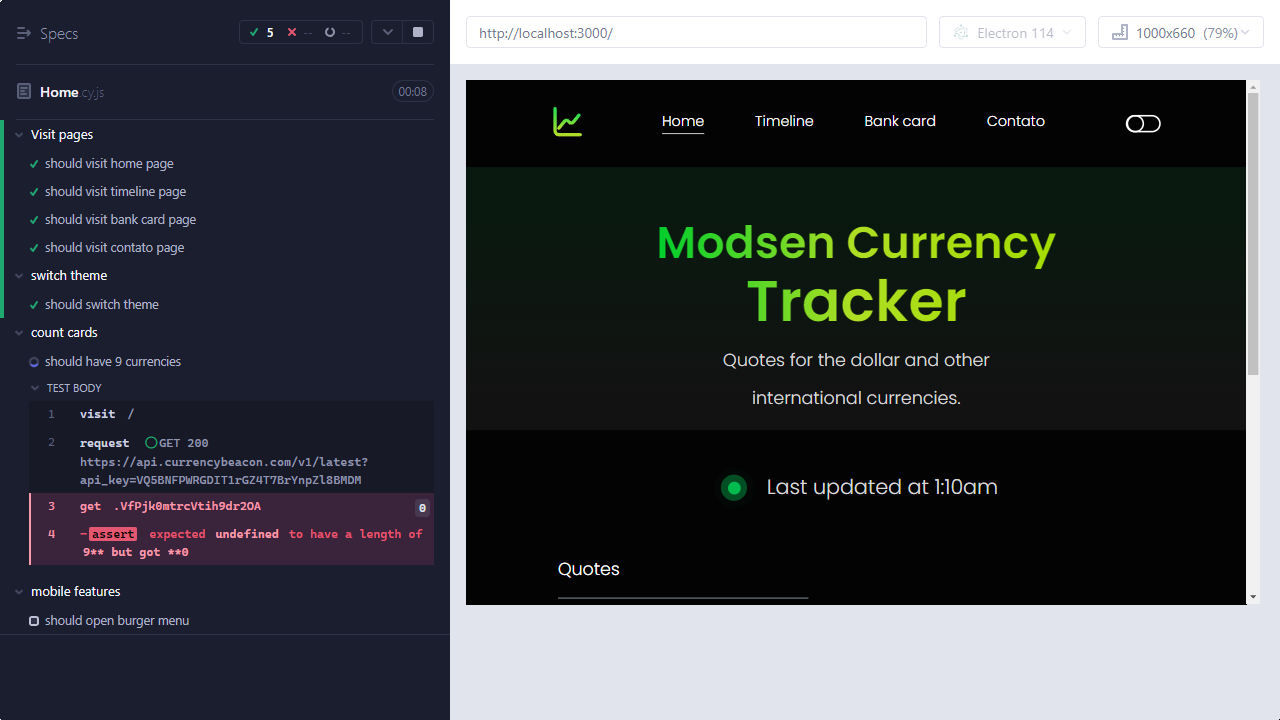 Specs
5 -- --
Home.cy.js
00:08
Visit pages
should visit home page
should visit timeline page
should visit bank card page
should visit contato page
switch theme
should switch theme
count cards
should have 9 currencies
TEST BODY
1 visit /
2 request GET 200
https://api.currencybeacon.com/v1/latest?
api_key=VQ5BNFPWRGDIT1rGZ4T7BrYnpZl8BMDM
3 get .VfPjk0mtrcVtih9dr2OA 0
4 -assert expected undefined to have a length of
9** but got **0
mobile features
should open burger menu
http://localhost:3000/
Electron 114
1000x660 (79%)
Home Timeline Bank card Contato
Modsen Currency
Tracker
Quotes for the dollar and other
international currencies.
Last updated at 1:10am
Quotes